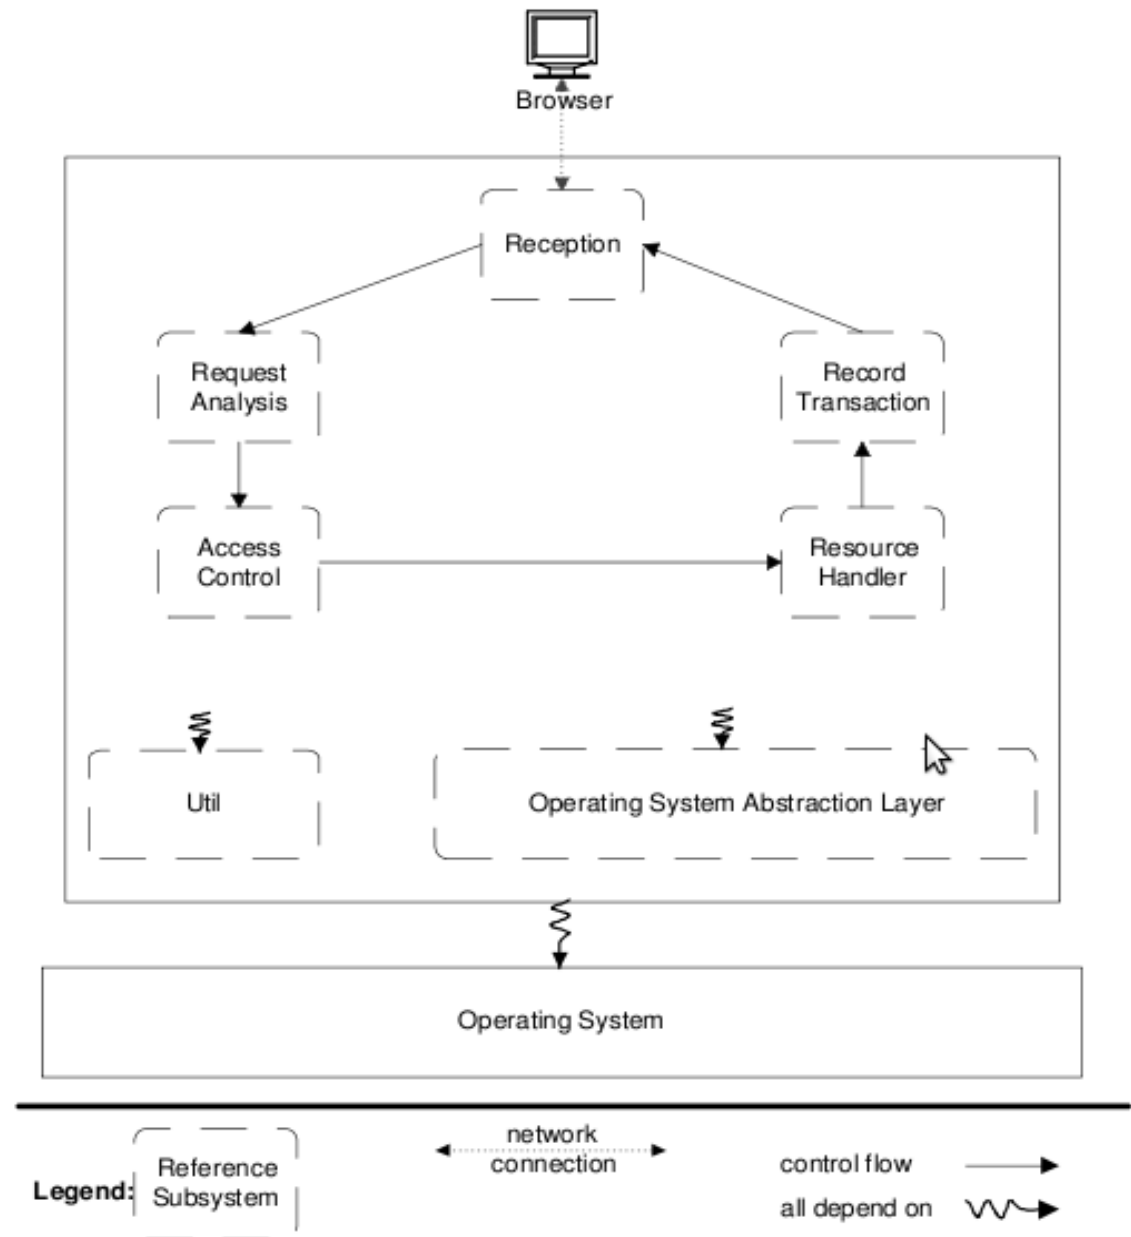 Browser
Reception
Request
Analysis
Record
Transaction
Access
Control
Resource
Handler
Util
Operating System Abstraction Layer
Operating System
Legend:
Reference
Subsystem
network
connection
control flow
all depend on